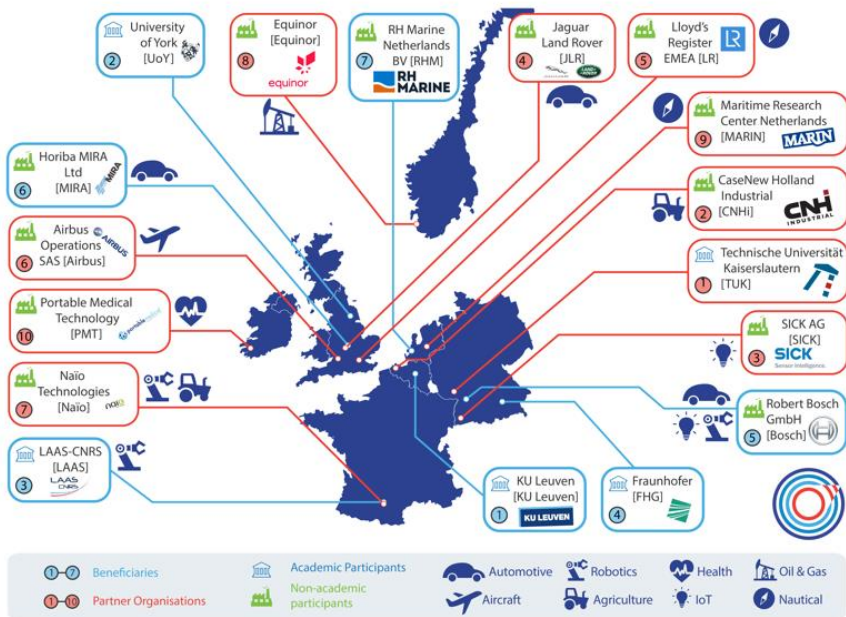 University
of York
[UoY]
2
Equinor
[Equinor]
8
equinor
RH Marine
Netherlands
BV [RHM]
7
RH
MARINE
Jaguar
Land Rover
[JLR]
4
Lloyd's
Register
EMEA [LR]
5
LR
Maritime Research
Center Netherlands
[MARIN]
9
MARIN
Horiba MIRA
Ltd
[MIRA]
6
MIRA
CaseNew Holland
Industrial
[CNHi]
2
CNH
INDUSTRIAL
Airbus
Operations
SAS [Airbus]
6
AIRBUS
Technische Universität
Kaiserslautern
[TUK]
1
Portable Medical
Technology
[PMT]
10
SICK AG
[SICK]
3
SICK
Sensor Intelligence.
Naïo
Technologies
[Naïo]
7
naïo
Robert Bosch
GmbH
[Bosch]
5
LAAS-CNRS
[LAAS]
3
LAAS
CNRS
KU Leuven
[KU Leuven]
1
KU LEUVEN
Fraunhofer
[FHG]
4
1 7 Beneficiaries
Academic Participants
Automotive
Robotics
Health
Oil & Gas
1 10 Partner Organisations
Non-academic
participants
Aircraft
Agriculture
IoT
Nautical